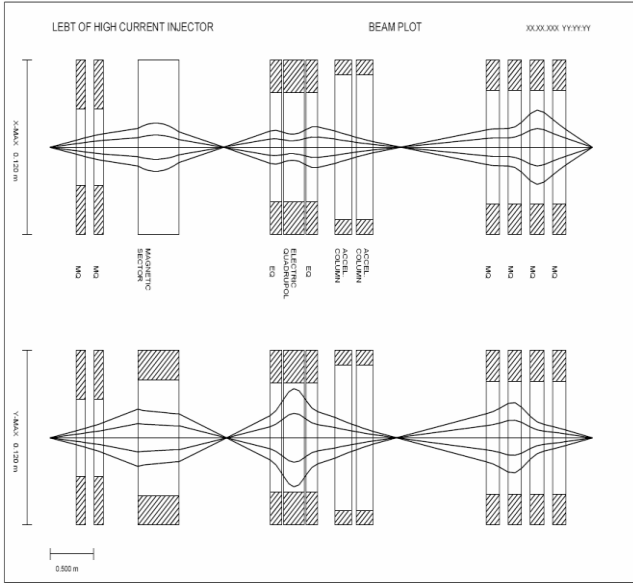 LEBT OF HIGH CURRENT INJECTOR
BEAM PLOT
XX.XX.XXX YY:YY:YY
X-MAX 0.120 m
MQ
MQ
MAGNETIC
SECTOR
EQ
ELECTRIC
QUADRUPOL
EQ
ACCEL.
COLUMN
ACCEL.
COLUMN
MQ
MQ
MQ
MQ
Y-MAX 0.120 m
0.500 m